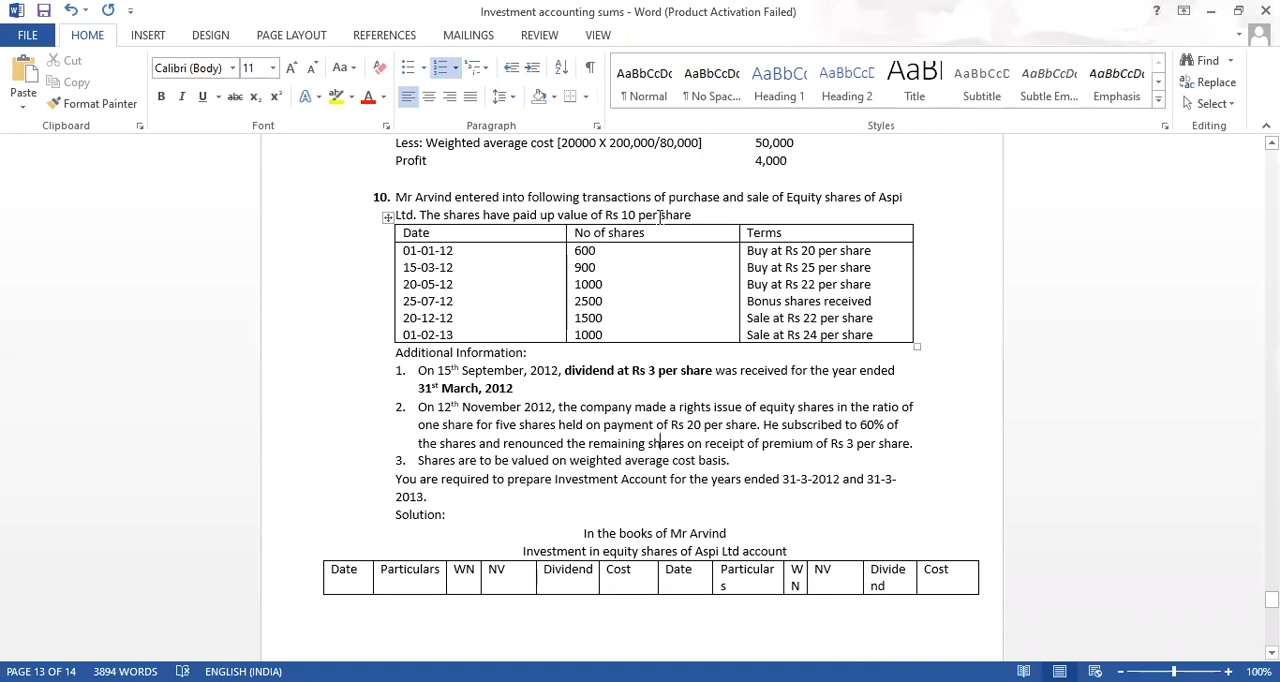 Investment accounting sums - Word (Product Activation Failed)
FILE HOME INSERT DESIGN PAGE LAYOUT REFERENCES MAILINGS REVIEW VIEW
Paste Cut Copy Format Painter
Calibri (Body) 11
AaBbCcDc AaBbCcDc AaBbCc AaBbCcD AaBl AaBbCcD AaBbCcDc AaBbCcDc
¶ Normal ¶ No Spac... Heading 1 Heading 2 Title Subtitle Subtle Em... Emphasis
Find Replace Select
Clipboard Font Paragraph Styles Editing
Less: Weighted average cost [20000 X 200,000/80,000] 50,000
Profit 4,000
10. Mr Arvind entered into following transactions of purchase and sale of Equity shares of Aspi
Ltd. The shares have paid up value of Rs 10 per share
Date No of shares Terms
01-01-12 600 Buy at Rs 20 per share
15-03-12 900 Buy at Rs 25 per share
20-05-12 1000 Buy at Rs 22 per share
25-07-12 2500 Bonus shares received
20-12-12 1500 Sale at Rs 22 per share
01-02-13 1000 Sale at Rs 24 per share
Additional Information:
1. On 15th September, 2012, dividend at Rs 3 per share was received for the year ended
31st March, 2012
2. On 12th November 2012, the company made a rights issue of equity shares in the ratio of
one share for five shares held on payment of Rs 20 per share. He subscribed to 60% of
the shares and renounced the remaining shares on receipt of premium of Rs 3 per share.
3. Shares are to be valued on weighted average cost basis.
You are required to prepare Investment Account for the years ended 31-3-2012 and 31-3-
2013.
Solution:
In the books of Mr Arvind
Investment in equity shares of Aspi Ltd account
Date Particulars WN NV Dividend Cost Date Particular W NV Divide Cost
s N nd
PAGE 13 OF 14 3894 WORDS ENGLISH (INDIA) 100%